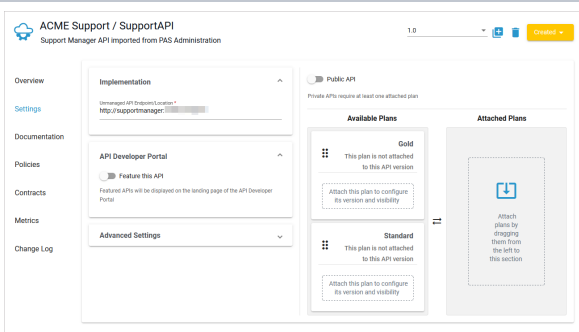 ACME Support / SupportAPI
Support Manager API imported from PAS Administration
1.0
Created
Overview
Settings
Documentation
Policies
Contracts
Metrics
Change Log
Implementation
Unmanaged API Endpoint/Location *
http://supportmanager:
API Developer Portal
Feature this API
Featured APIs will be displayed on the landing page of the API Developer
Portal
Advanced Settings
Public API
Private APIs require at least one attached plan
Available Plans
Gold
This plan is not attached
to this API version
Attach this plan to configure
its version and visibility
Standard
This plan is not attached
to this API version
Attach this plan to configure
its version and visibility
Attached Plans
Attach
plans by
dragging
them from
the left to
this section